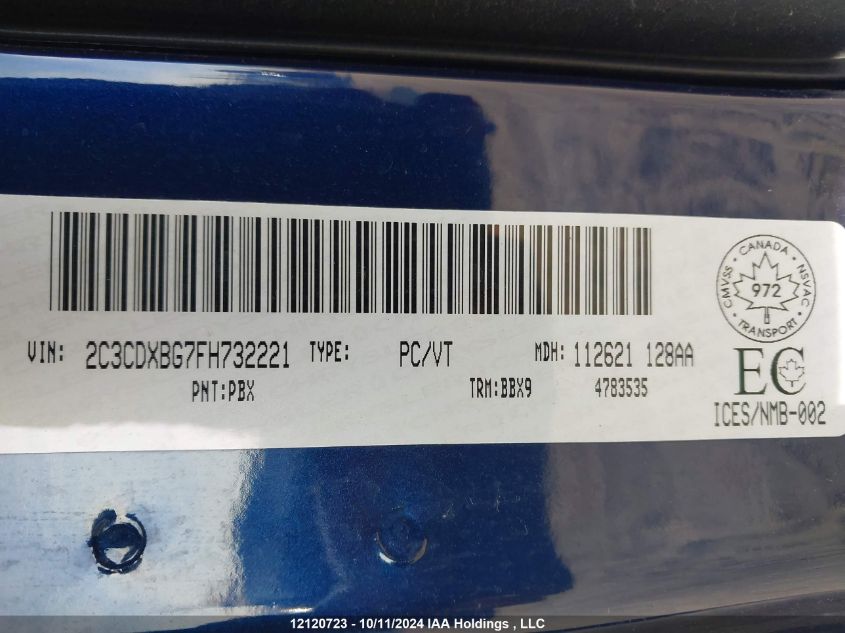 CMVSS · CANADA · NSVAC
972
TRANSPORT
VIN: 2C3CDXBG7FH732221 TYPE: PC/VT MDH: 112621 128AA
PNT:PBX TRM:BBX9 4783535
EC
ICES/NMB-002
12120723 - 10/11/2024 IAA Holdings , LLC